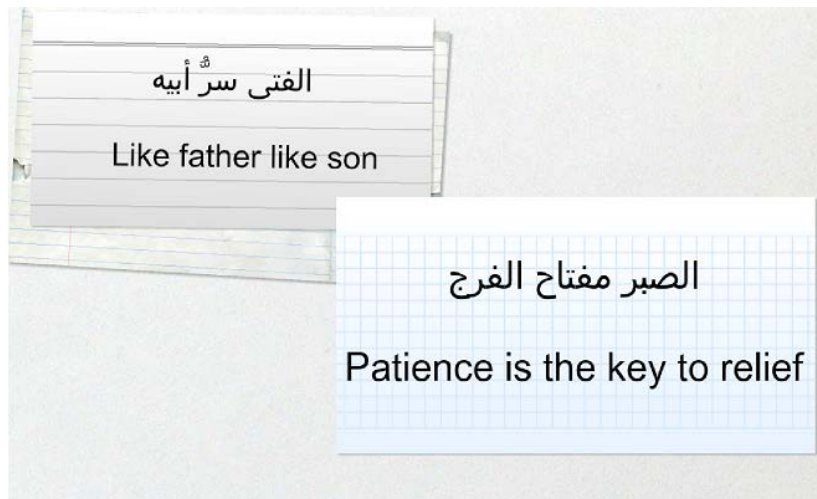 الفتى سرُّ أبيه
Like father like son
الصبر مفتاح الفرج
Patience is the key to relief